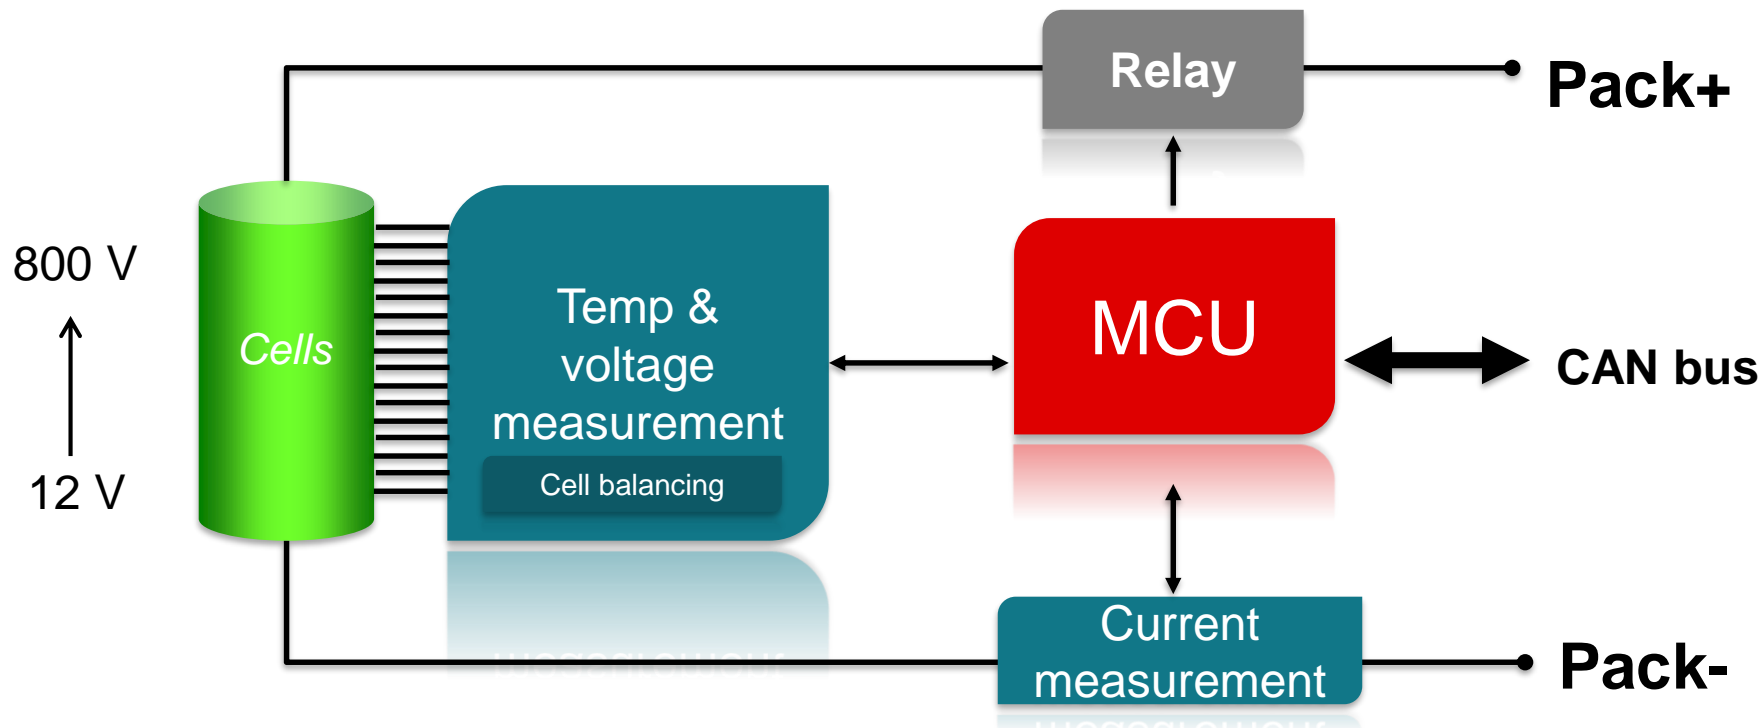 Relay
Pack+
800 V
Cells
12 V
Temp &
voltage
measurement
Cell balancing
MCU
CAN bus
Current
measurement
Pack-